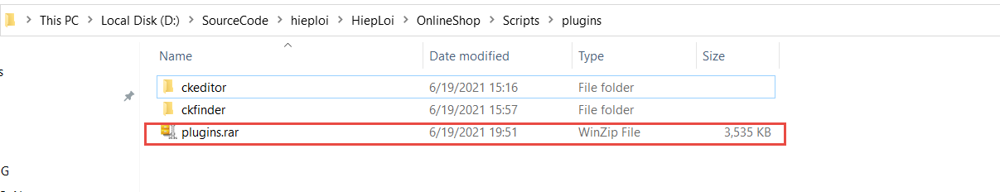 This PC > Local Disk (D:) > SourceCode > hieploi > HiepLoi > OnlineShop > Scripts > plugins
Name Date modified Type Size
s
ckeditor 6/19/2021 15:16 File folder
ckfinder 6/19/2021 15:57 File folder
plugins.rar 6/19/2021 19:51 WinZip File 3,535 KB
G